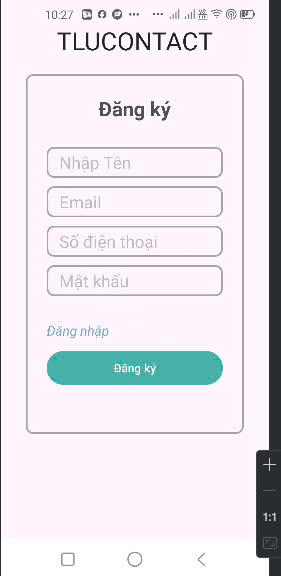 10:27
TLUCONTACT
Đăng ký
Nhập Tên
Email
Số điện thoại
Mật khẩu
Đăng nhập
Đăng ký
1:1